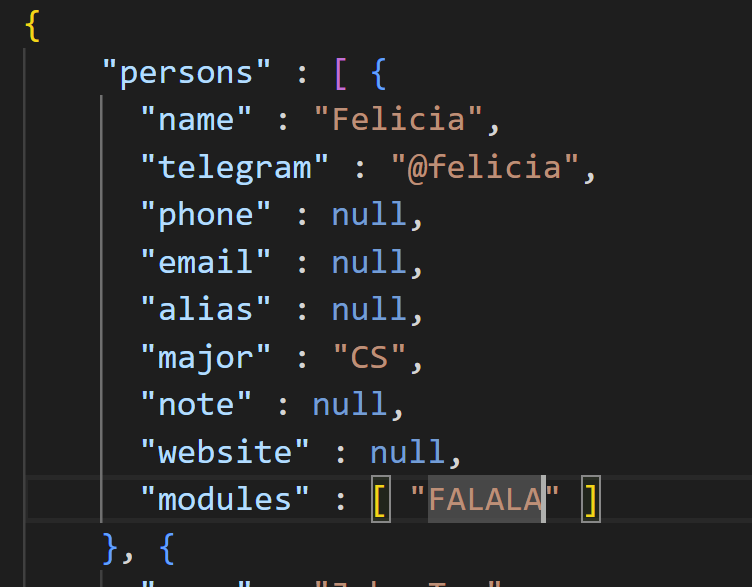 {
"persons" : [ {
"name" : "Felicia",
"telegram" : "@felicia",
"phone" : null,
"email" : null,
"alias" : null,
"major" : "CS",
"note" : null,
"website" : null,
"modules" : [ "FALALA" ]
}, {